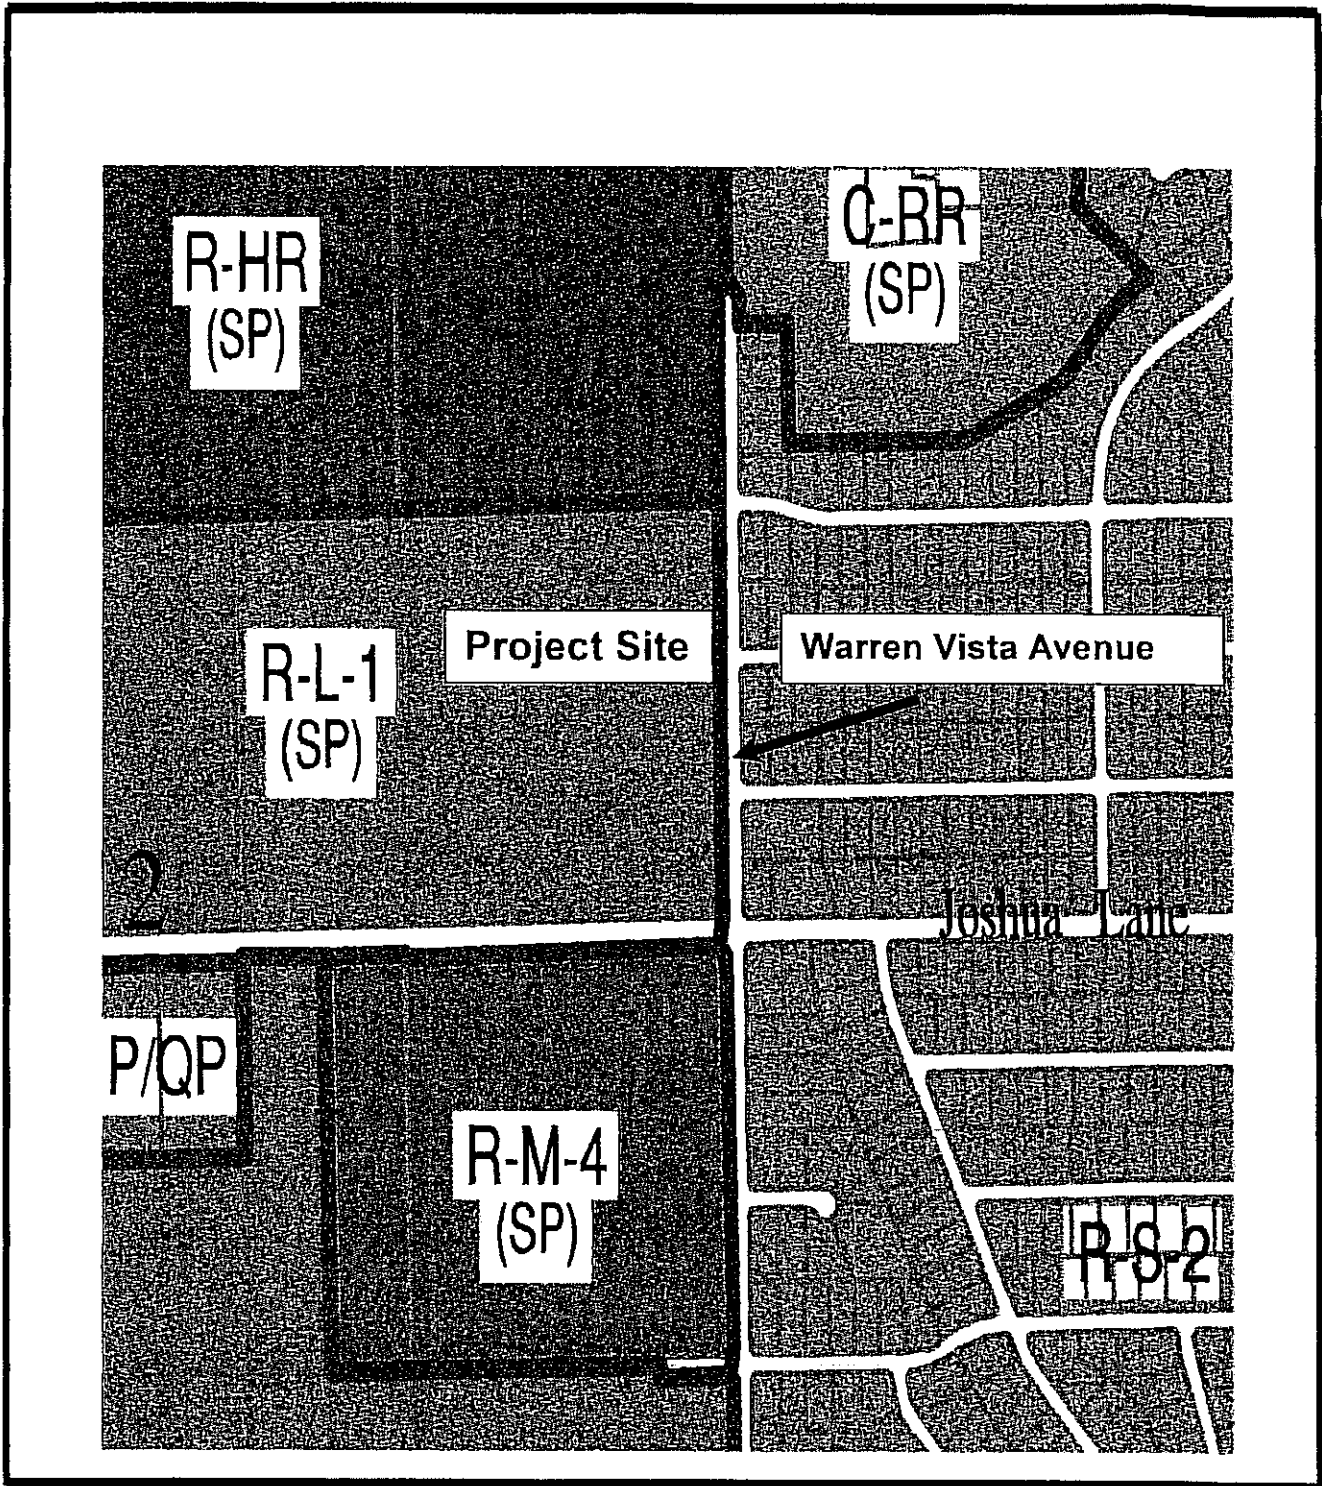 R-HR
(SP)
C-RR
(SP)
Project Site
Warren Vista Avenue
R-L-1
(SP)
2
Joshua Lane
P/QP
R-M-4
(SP)
R-S-2